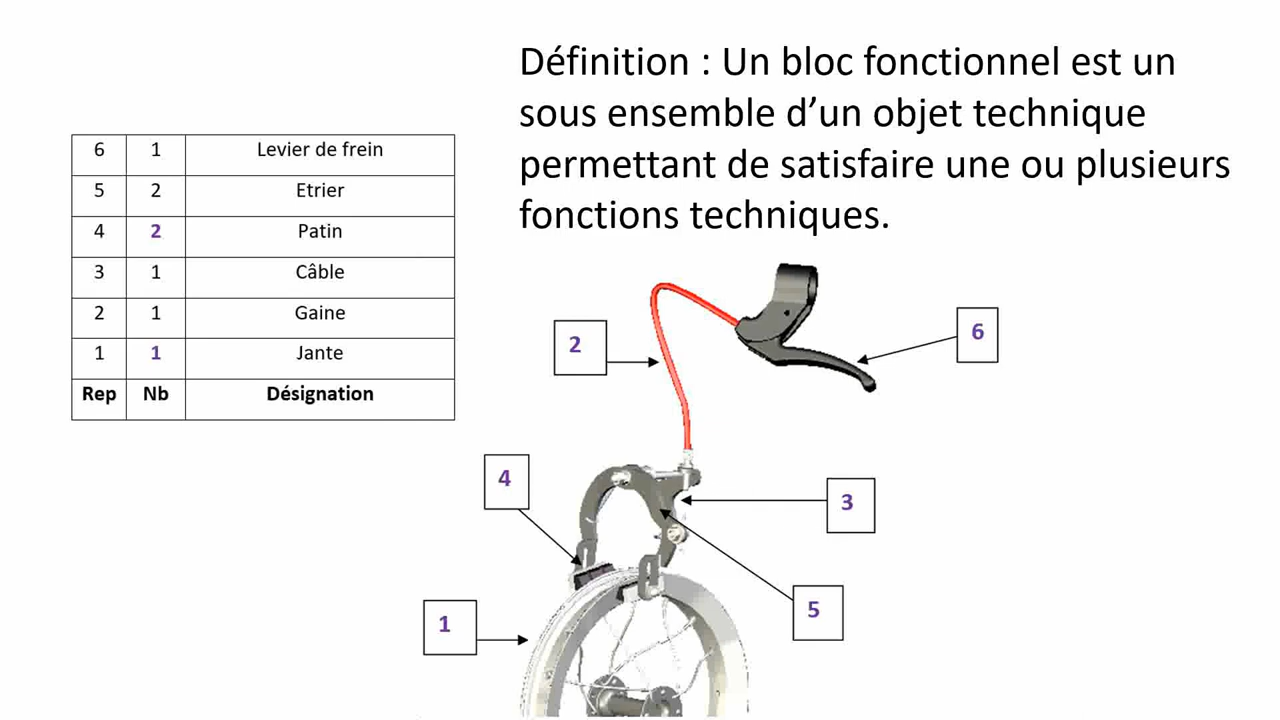 Définition : Un bloc fonctionnel est un
sous ensemble d’un objet technique
permettant de satisfaire une ou plusieurs
fonctions techniques.
6 1 Levier de frein
5 2 Etrier
4 2 Patin
3 1 Câble
2 1 Gaine
1 1 Jante
Rep Nb Désignation
2
6
4
3
5
1